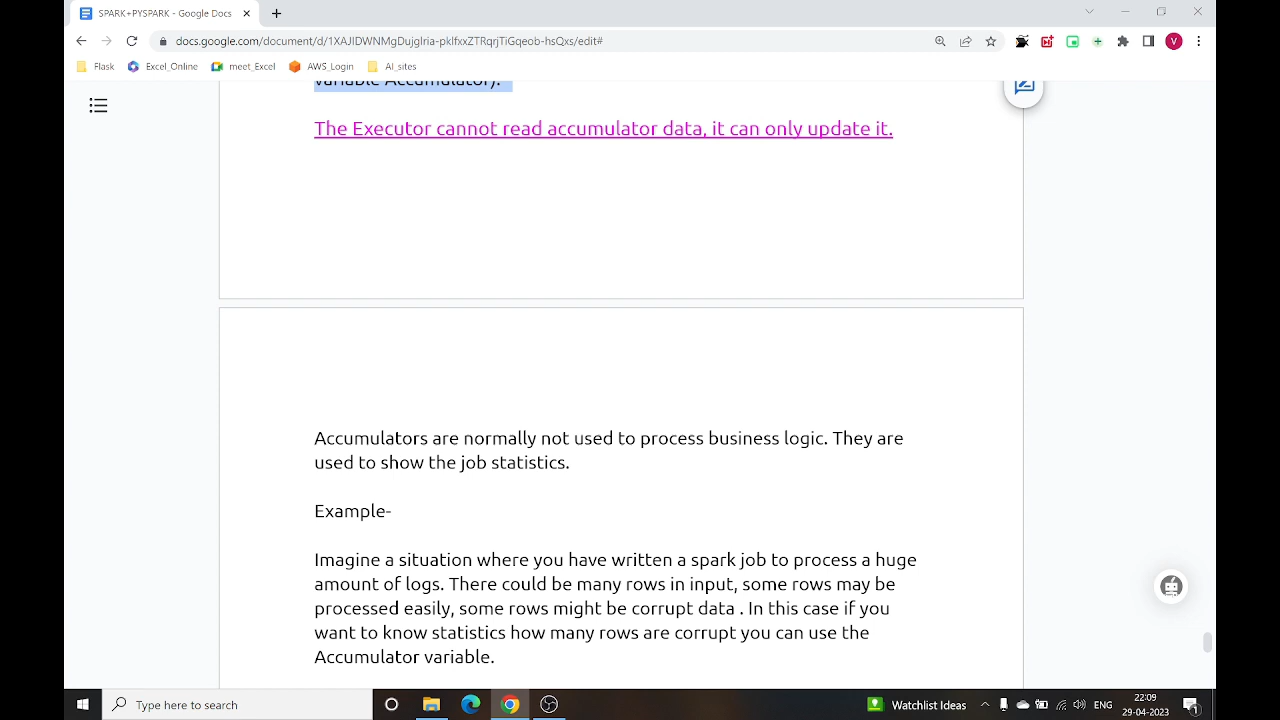 SPARK+PYSPARK - Google Docs
docs.google.com/document/d/1XAJIDWNMgDujgIria-pklfxxZTRqrjTiGqeob-hsQxs/edit#
Flask Excel_Online meet_Excel AWS_Login AI_sites
V
variable Accumulator).
The Executor cannot read accumulator data, it can only update it.
Accumulators are normally not used to process business logic. They are
used to show the job statistics.
Example-
Imagine a situation where you have written a spark job to process a huge
amount of logs. There could be many rows in input, some rows may be
processed easily, some rows might be corrupt data . In this case if you
want to know statistics how many rows are corrupt you can use the
Accumulator variable.
Type here to search
Watchlist Ideas
ENG
22:09
29-04-2023
1